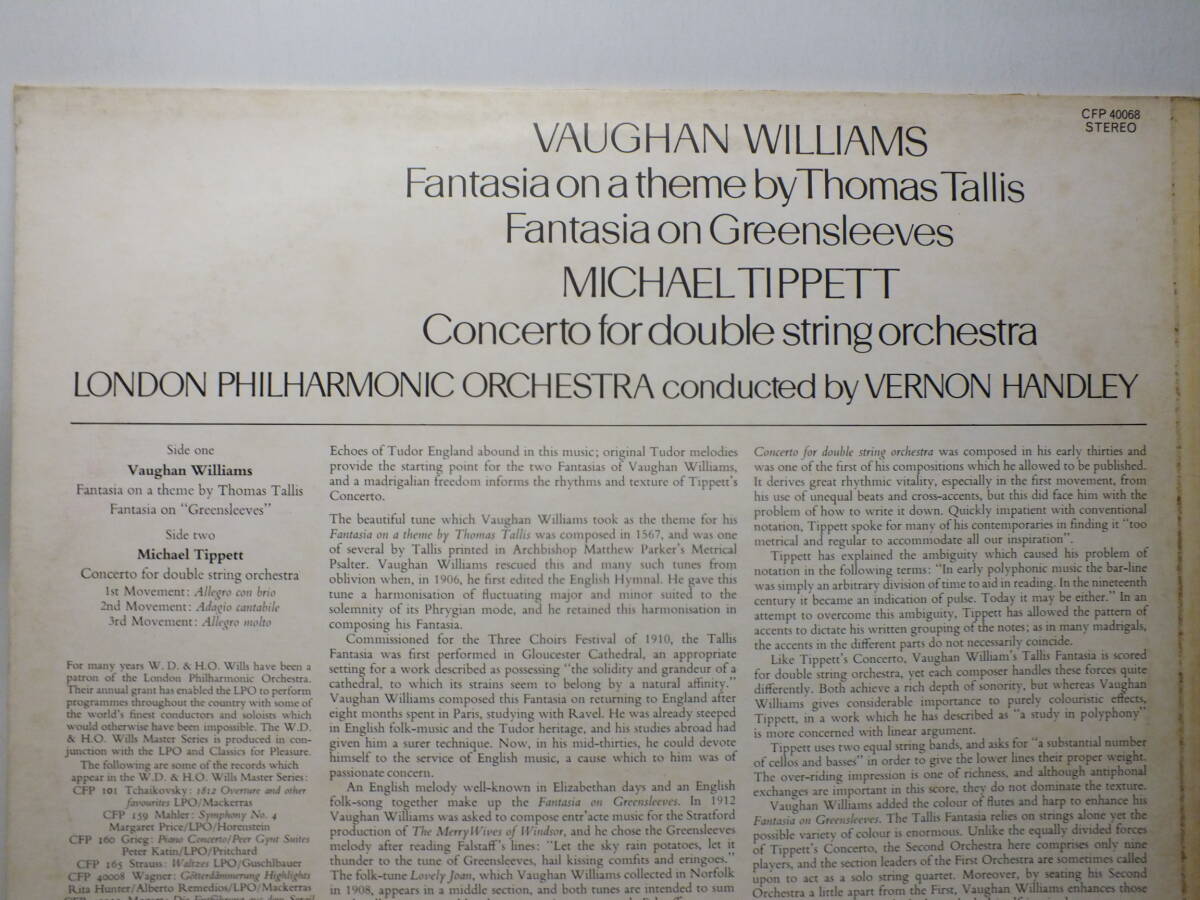 CFP 40068
STEREO
VAUGHAN WILLIAMS
Fantasia on a theme by Thomas Tallis
Fantasia on Greensleeves
MICHAEL TIPPETT
Concerto for double string orchestra
LONDON PHILHARMONIC ORCHESTRA conducted by VERNON HANDLEY
Side one
Vaughan Williams
Fantasia on a theme by Thomas Tallis
Fantasia on "Greensleeves"
Side two
Michael Tippett
Concerto for double string orchestra
1st Movement: Allegro con brio
2nd Movement: Adagio cantabile
3rd Movement: Allegro molto
For many years W. D. & H.O. Wills have been a
patron of the London Philharmonic Orchestra.
Their annual grant has enabled the LPO to perform
programmes throughout the country with some of
the world's finest conductors and soloists which
would otherwise have been impossible. The W.D.
& H.O. Wills Master Series is produced in con-
junction with the LPO and Classics for Pleasure.
The following are some of the records which
appear in the W.D. & H.O. Wills Master Series:
CFP 101 Tchaikovsky: 1812 Overture and other
favourites LPO/Mackerras
CFP 159 Mahler: Symphony No. 4
Margaret Price/LPO/Horenstein
CFP 160 Grieg: Piano Concerto/Peer Gynt Suites
Peter Katin/LPO/Pritchard
CFP 165 Strauss: Waltzes LPO/Guschlbauer
CFP 40008 Wagner: Götterdämmerung Highlights
Rita Hunter/Alberto Remedios/LPO/Mackerras
Echoes of Tudor England abound in this music; original Tudor melodies
provide the starting point for the two Fantasias of Vaughan Williams,
and a madrigalian freedom informs the rhythms and texture of Tippett's
Concerto.
The beautiful tune which Vaughan Williams took as the theme for his
Fantasia on a theme by Thomas Tallis was composed in 1567, and was one
of several by Tallis printed in Archbishop Matthew Parker's Metrical
Psalter. Vaughan Williams rescued this and many such tunes from
oblivion when, in 1906, he first edited the English Hymnal. He gave this
tune a harmonisation of fluctuating major and minor suited to the
solemnity of its Phrygian mode, and he retained this harmonisation in
composing his Fantasia.
Commissioned for the Three Choirs Festival of 1910, the Tallis
Fantasia was first performed in Gloucester Cathedral, an appropriate
setting for a work described as possessing "the solidity and grandeur of a
cathedral, to which its strains seem to belong by a natural affinity."
Vaughan Williams composed this Fantasia on returning to England after
eight months spent in Paris, studying with Ravel. He was already steeped
in English folk-music and the Tudor heritage, and his studies abroad had
given him a surer technique. Now, in his mid-thirties, he could devote
himself to the service of English music, a cause which to him was of
passionate concern.
An English melody well-known in Elizabethan days and an English
folk-song together make up the Fantasia on Greensleeves. In 1912
Vaughan Williams was asked to compose entr'acte music for the Stratford
production of The Merry Wives of Windsor, and he chose the Greensleeves
melody after reading Falstaff's lines: "Let the sky rain potatoes, let it
thunder to the tune of Greensleeves, hail kissing comfits and eringoes."
The folk-tune Lovely Joan, which Vaughan Williams collected in Norfolk
in 1908, appears in a middle section, and both tunes are intended to sum
Concerto for double string orchestra was composed in his early thirties and
was one of the first of his compositions which he allowed to be published.
It derives great rhythmic vitality, especially in the first movement, from
his use of unequal beats and cross-accents, but this did face him with the
problem of how to write it down. Quickly impatient with conventional
notation, Tippett spoke for many of his contemporaries in finding it "too
metrical and regular to accommodate all our inspiration".
Tippett has explained the ambiguity which caused his problem of
notation in the following terms: "In early polyphonic music the bar-line
was simply an arbitrary division of time to aid in reading. In the nineteenth
century it became an indication of pulse. Today it may be either." In an
attempt to overcome this ambiguity, Tippett has allowed the pattern of
accents to dictate his written grouping of the notes; as in many madrigals,
the accents in the different parts do not necessarily coincide.
Like Tippett's Concerto, Vaughan William's Tallis Fantasia is scored
for double string orchestra, yet each composer handles these forces quite
differently. Both achieve a rich depth of sonority, but whereas Vaughan
Williams gives considerable importance to purely colouristic effects,
Tippett, in a work which he has described as "a study in polyphony"
is more concerned with linear argument.
Tippett uses two equal string bands, and asks for "a substantial number
of cellos and basses" in order to give the lower lines their proper weight.
The over-riding impression is one of richness, and although antiphonal
exchanges are important in this score, they do not dominate the texture.
Vaughan Williams added the colour of flutes and harp to enhance his
Fantasia on Greensleeves. The Tallis Fantasia relies on strings alone yet the
possible variety of colour is enormous. Unlike the equally divided forces
of Tippett's Concerto, the Second Orchestra here comprises only nine
players, and the section leaders of the First Orchestra are sometimes called
upon to act as a solo string quartet. Moreover, by seating his Second
Orchestra a little apart from the First, Vaughan Williams enhances those